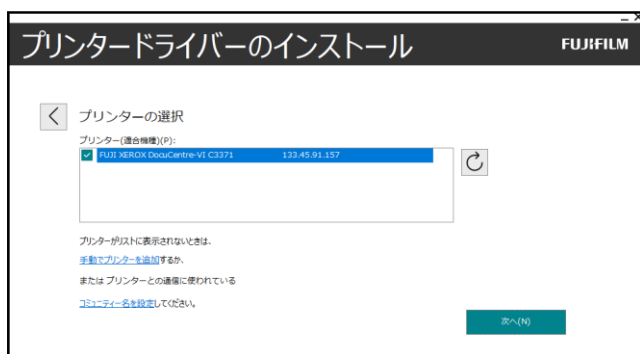 プリンタードライバーのインストール
FUJIFILM
プリンターの選択
プリンター(適合機種)(P):
FUJI XEROX DocuCentre-VI C3371 133.45.91.157
プリンターがリストに表示されないときは、
手動でプリンターを追加するか、
または プリンターとの通信に使われている
コミュニティー名を設定してください。
次へ(N)